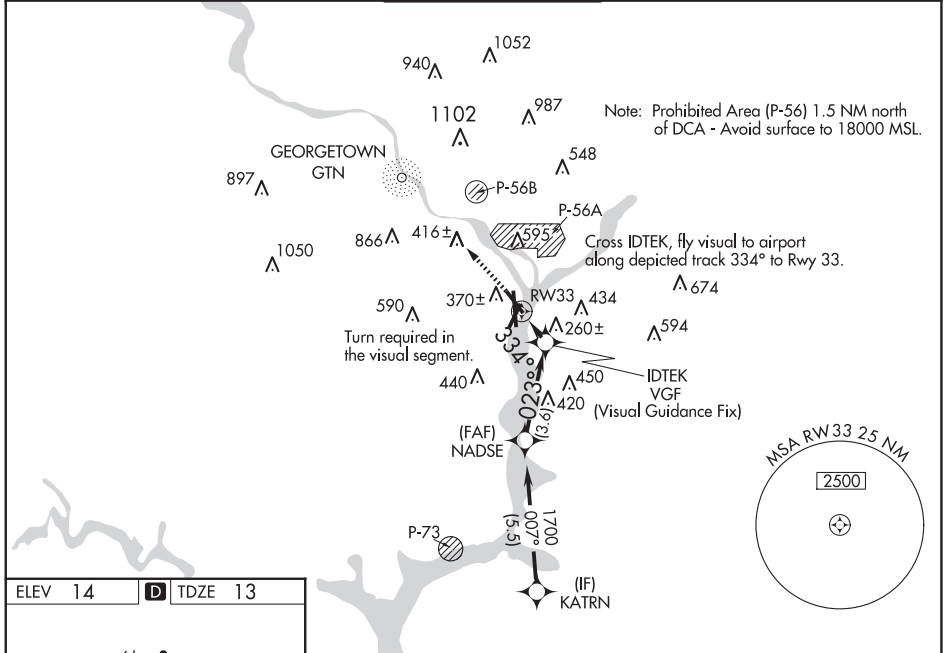 1052
940
1102
987
Note: Prohibited Area (P-56) 1.5 NM north
of DCA - Avoid surface to 18000 MSL.
GEORGETOWN
GTN
548
897
P-56B
P-56A
866
416±
595
Cross IDTEK, fly visual to airport
along depicted track 334° to Rwy 33.
1050
674
370±
RW33
434
590
260±
594
Turn required in
the visual segment.
334°
IDTEK
VGF
(Visual Guidance Fix)
440
450
420
023°
(3.6)
(FAF)
NADSE
MSA RW33 25 NM
2500
1700
007°
(5.5)
P-73
(IF)
KATRN
ELEV 14
D
TDZE 13